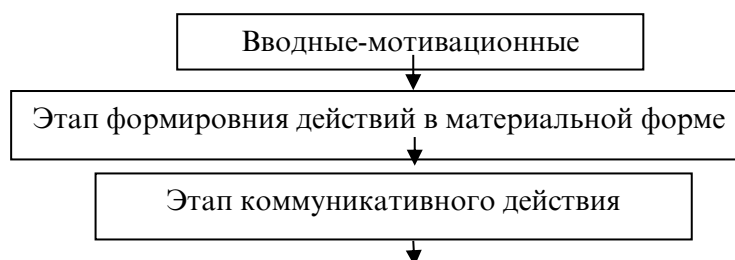 Вводные-мотивационные
Этап формировния действий в материальной форме
Этап коммуникативного действия